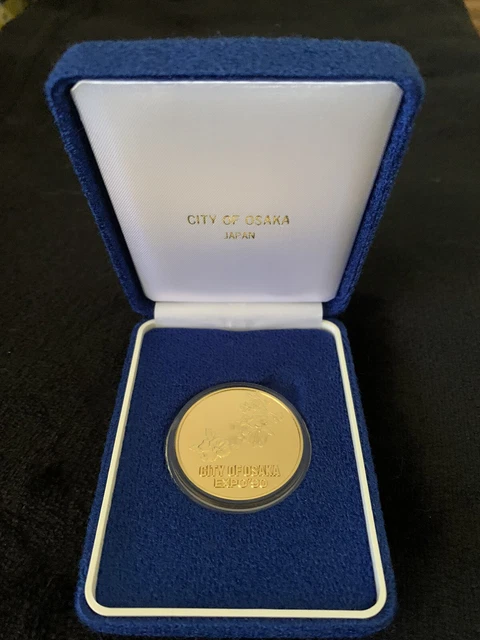 CITY OF OSAKA
JAPAN
CITY OF OSAKA
EXPO'90